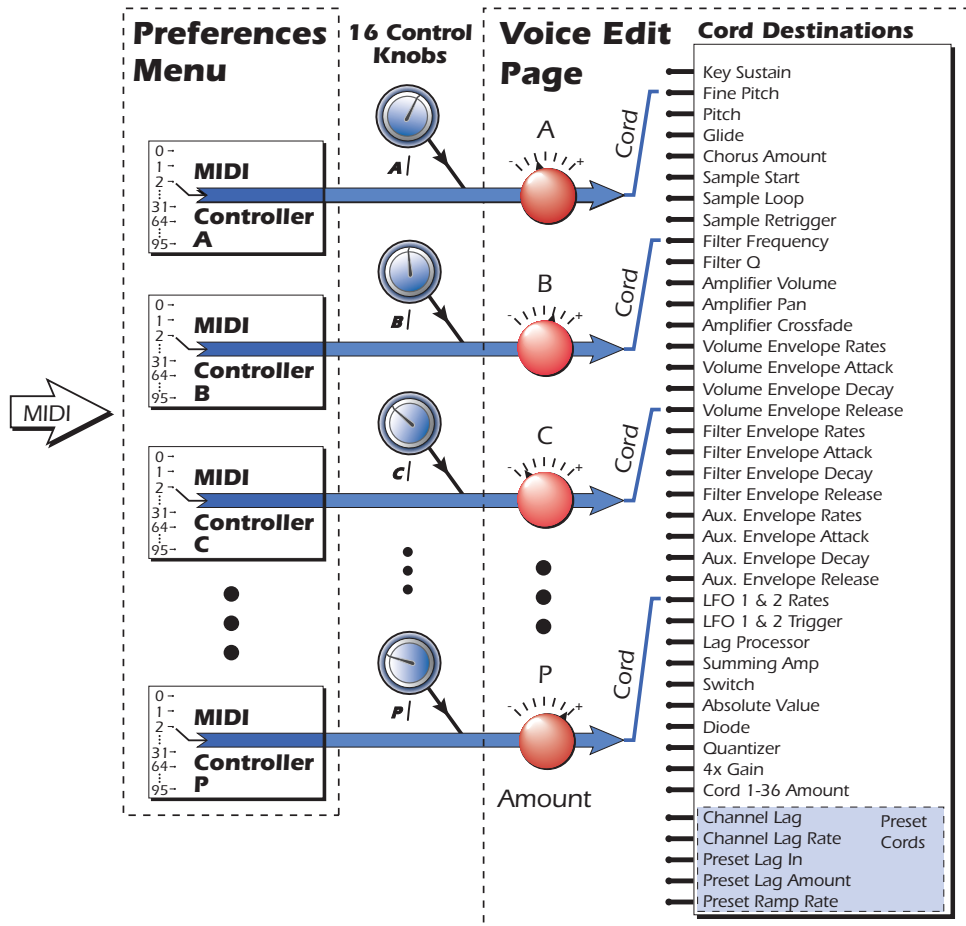 Preferences
Menu
16 Control
Knobs
Voice Edit
Page
Cord Destinations
MIDI
0
1
2
31
64
95
MIDI
Controller
A
0
1
2
31
64
95
MIDI
Controller
B
0
1
2
31
64
95
MIDI
Controller
C
0
1
2
31
64
95
MIDI
Controller
P
A
B
C
P
A
- +
B
- +
C
- +
P
- +
Amount
Cord
Cord
Cord
Cord
Key Sustain
Fine Pitch
Pitch
Glide
Chorus Amount
Sample Start
Sample Loop
Sample Retrigger
Filter Frequency
Filter Q
Amplifier Volume
Amplifier Pan
Amplifier Crossfade
Volume Envelope Rates
Volume Envelope Attack
Volume Envelope Decay
Volume Envelope Release
Filter Envelope Rates
Filter Envelope Attack
Filter Envelope Decay
Filter Envelope Release
Aux. Envelope Rates
Aux. Envelope Attack
Aux. Envelope Decay
Aux. Envelope Release
LFO 1 & 2 Rates
LFO 1 & 2 Trigger
Lag Processor
Summing Amp
Switch
Absolute Value
Diode
Quantizer
4x Gain
Cord 1-36 Amount
Channel Lag
Channel Lag Rate
Preset Lag In
Preset Lag Amount
Preset Ramp Rate
Preset
Cords